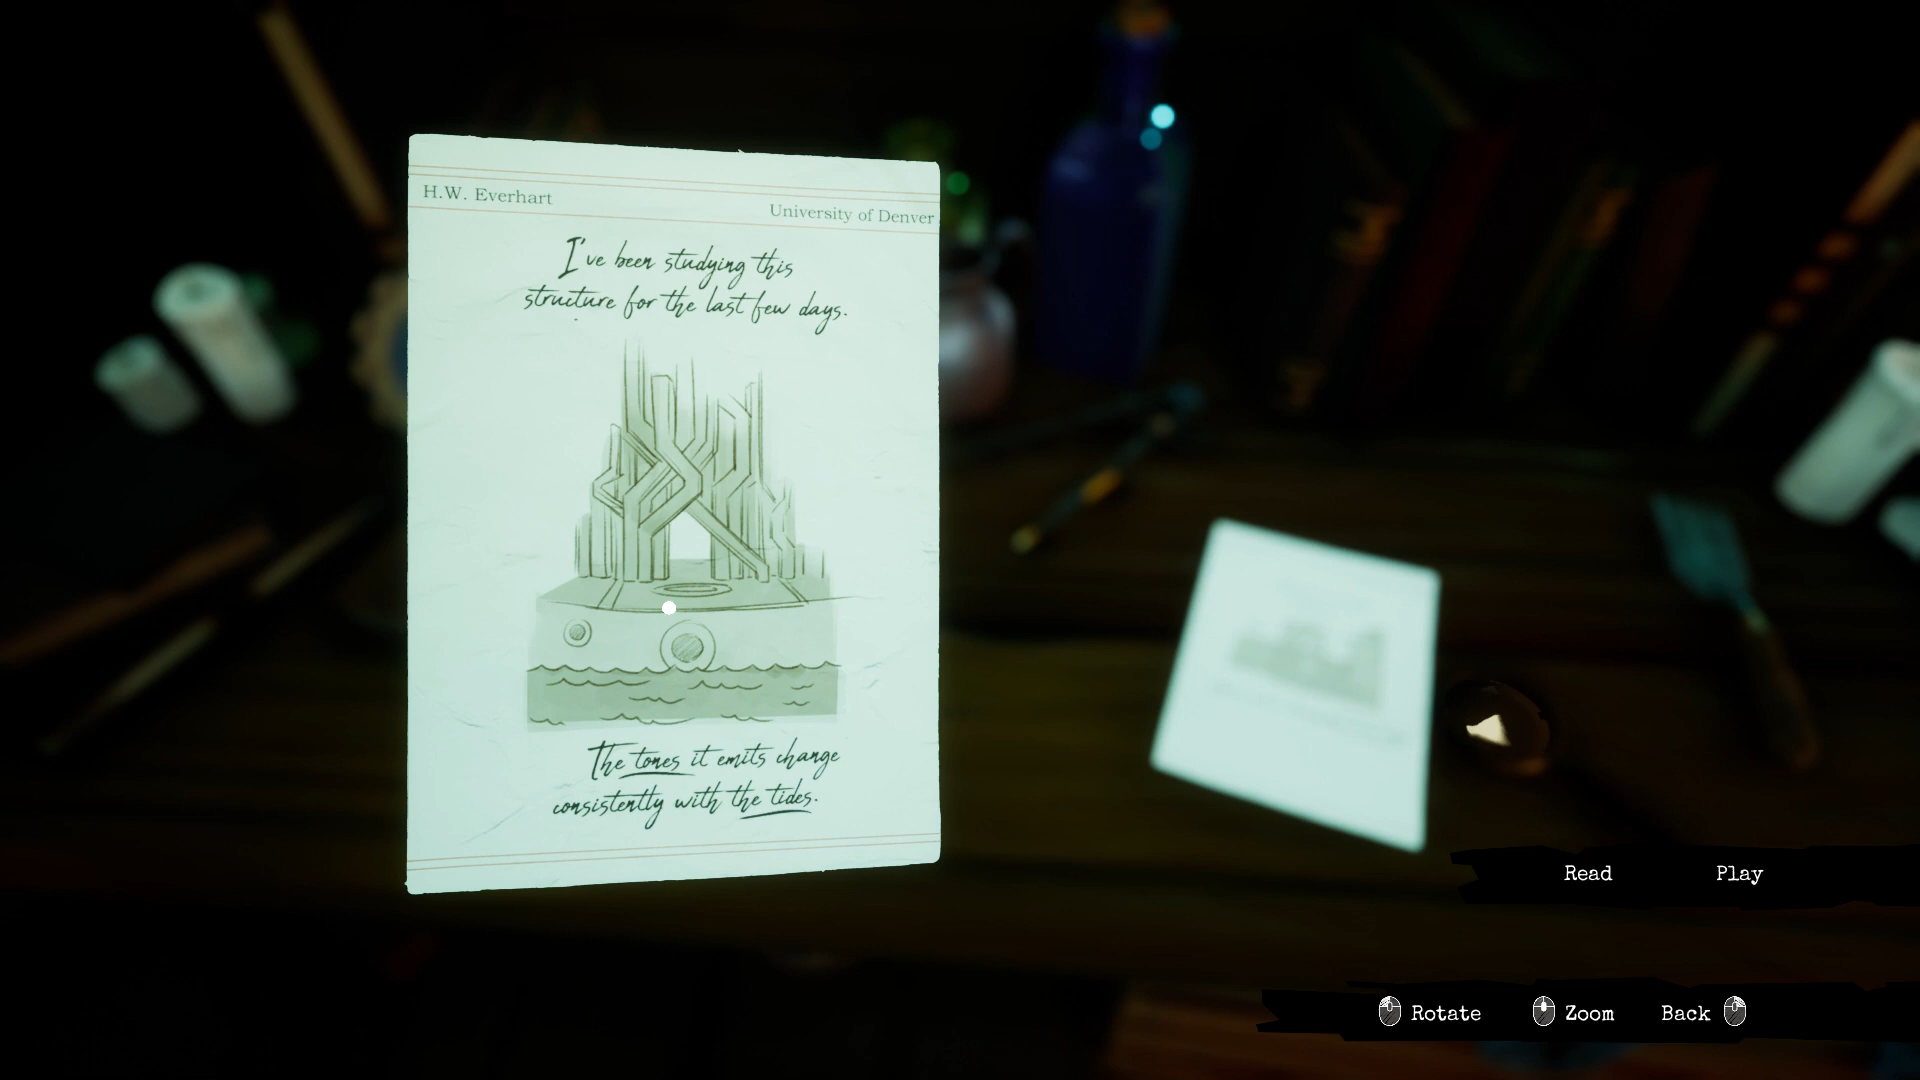 H.W. Everhart
University of Denver
I've been studying this
structure for the last few days.
The tones it emits change
consistently with the tides.
Read
Play
Rotate
Zoom
Back